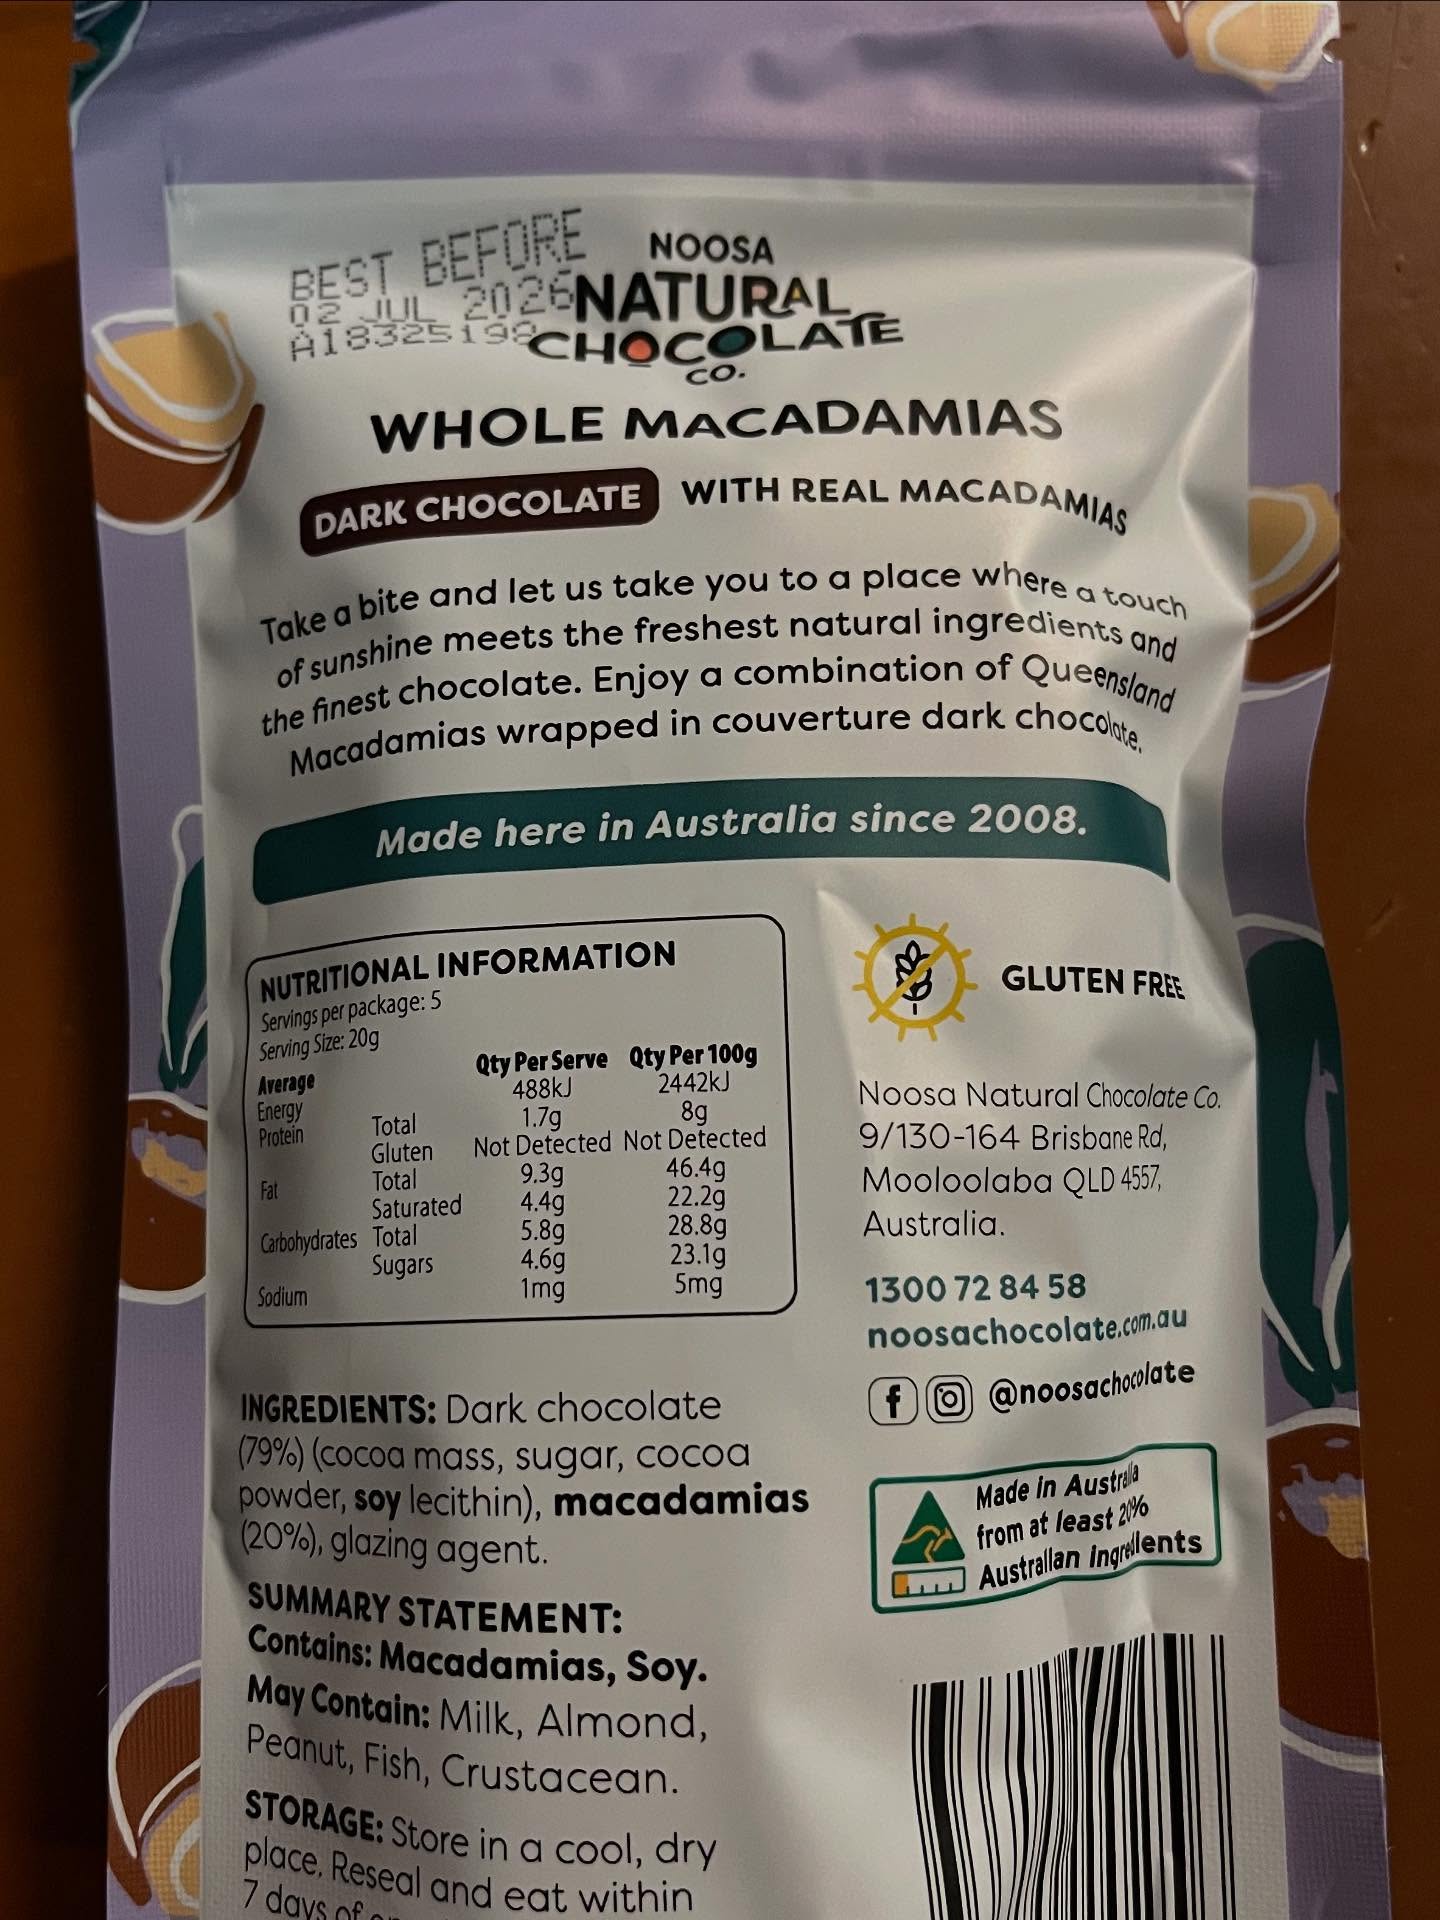 BEST BEFORE
02 JUL 2026
A18325198
NOOSA
NATURAL
CHOCOLATE
CO.
WHOLE MACADAMIAS
DARK CHOCOLATE WITH REAL MACADAMIAS
Take a bite and let us take you to a place where a touch
of sunshine meets the freshest natural ingredients and
the finest chocolate. Enjoy a combination of Queensland
Macadamias wrapped in couverture dark chocolate.
Made here in Australia since 2008.
NUTRITIONAL INFORMATION
Servings per package: 5
Serving Size: 20g
Average Qty Per Serve Qty Per 100g
Energy 488kJ 2442kJ
Protein Total 1.7g 8g
Gluten Not Detected Not Detected
Fat Total 9.3g 46.4g
Saturated 4.4g 22.2g
Carbohydrates Total 5.8g 28.8g
Sugars 4.6g 23.1g
Sodium 1mg 5mg
GLUTEN FREE
Noosa Natural Chocolate Co.
9/130-164 Brisbane Rd,
Mooloolaba QLD 4557,
Australia.
1300 72 84 58
noosachocolate.com.au
@noosachocolate
INGREDIENTS: Dark chocolate
(79%) (cocoa mass, sugar, cocoa
powder, soy lecithin), macadamias
(20%), glazing agent.
SUMMARY STATEMENT:
Contains: Macadamias, Soy.
May Contain: Milk, Almond,
Peanut, Fish, Crustacean.
STORAGE: Store in a cool, dry
place. Reseal and eat within
7 days of
Made in Australia
from at least 20%
Australian ingredients